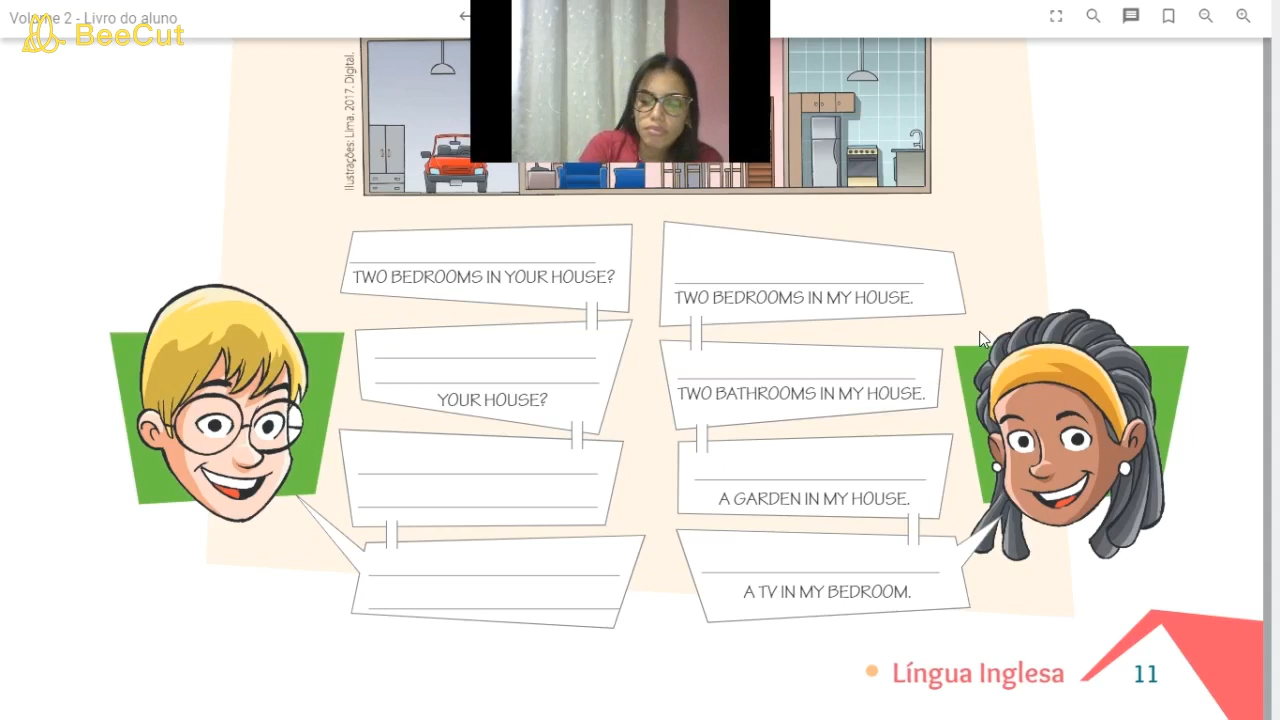 Volume 2 - Livro do aluno
BeeCut
Ilustrações: Lima. 2017. Digital.
TWO BEDROOMS IN YOUR HOUSE?
TWO BEDROOMS IN MY HOUSE.
YOUR HOUSE?
TWO BATHROOMS IN MY HOUSE.
A GARDEN IN MY HOUSE.
A TV IN MY BEDROOM.
Língua Inglesa
11